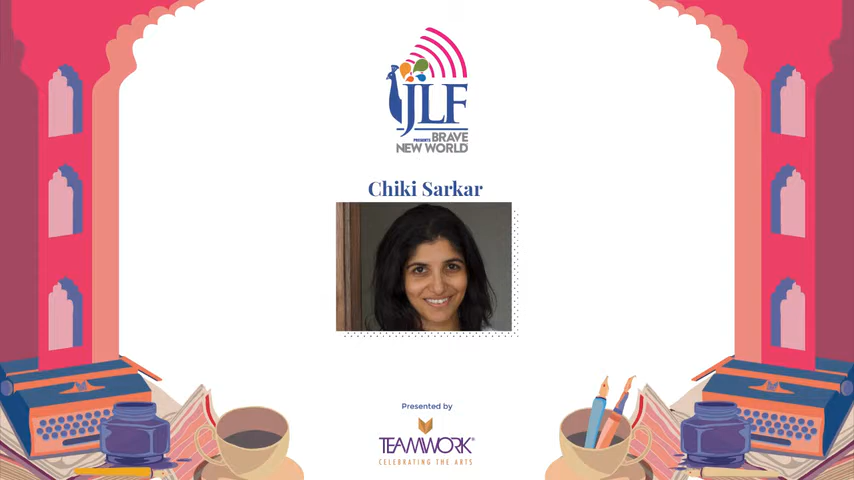 JLF
PRESENTS BRAVE
NEW WORLD
Chiki Sarkar
Presented by
TEAMWORK®
CELEBRATING THE ARTS